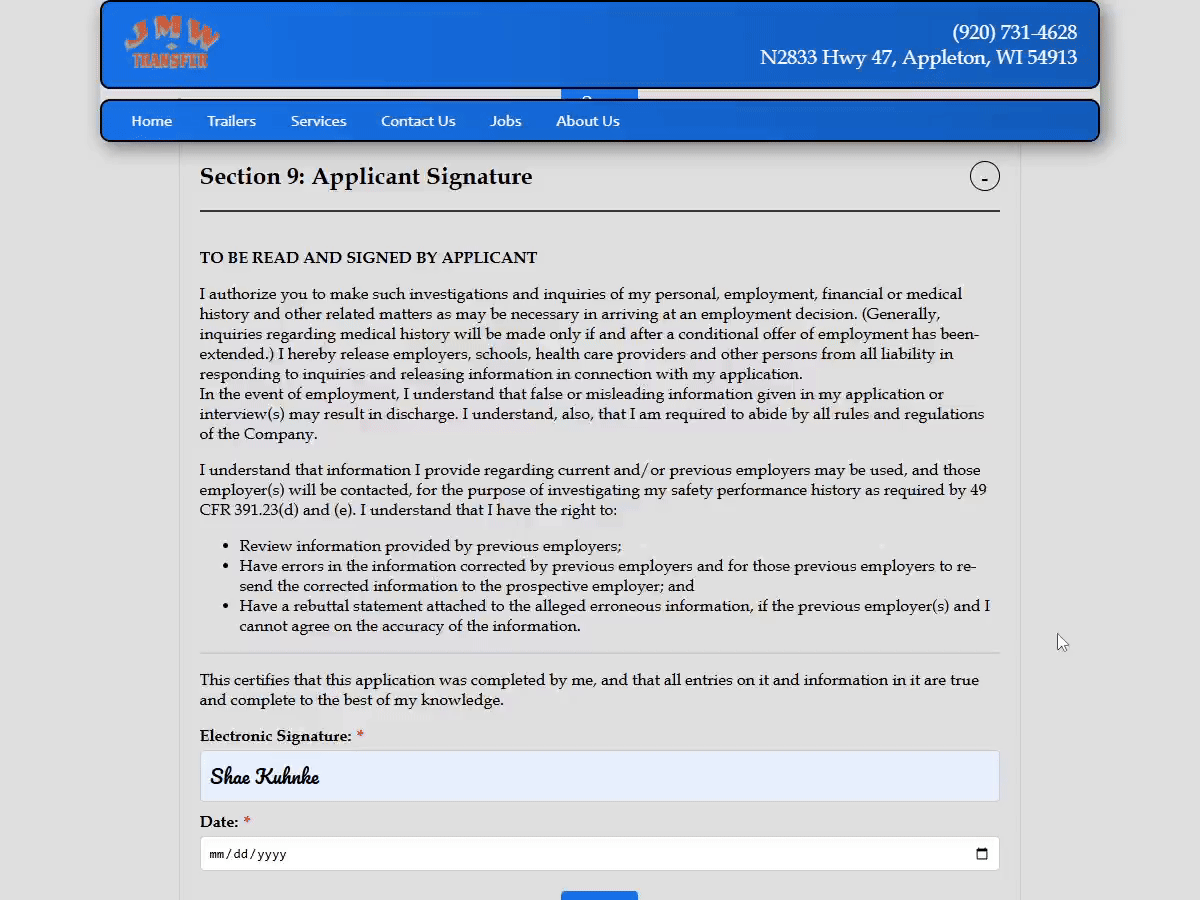 JMW
TRANSFER
(920) 731-4628
N2833 Hwy 47, Appleton, WI 54913
Home
Trailers
Services
Contact Us
Jobs
About Us
Section 9: Applicant Signature
-
TO BE READ AND SIGNED BY APPLICANT
I authorize you to make such investigations and inquiries of my personal, employment, financial or medical
history and other related matters as may be necessary in arriving at an employment decision. (Generally,
inquiries regarding medical history will be made only if and after a conditional offer of employment has been-
extended.) I hereby release employers, schools, health care providers and other persons from all liability in
responding to inquiries and releasing information in connection with my application.
In the event of employment, I understand that false or misleading information given in my application or
interview(s) may result in discharge. I understand, also, that I am required to abide by all rules and regulations
of the Company.
I understand that information I provide regarding current and/or previous employers may be used, and those
employer(s) will be contacted, for the purpose of investigating my safety performance history as required by 49
CFR 391.23(d) and (e). I understand that I have the right to:
• Review information provided by previous employers;
• Have errors in the information corrected by previous employers and for those previous employers to re-
send the corrected information to the prospective employer; and
• Have a rebuttal statement attached to the alleged erroneous information, if the previous employer(s) and I
cannot agree on the accuracy of the information.
This certifies that this application was completed by me, and that all entries on it and information in it are true
and complete to the best of my knowledge.
Electronic Signature: *
Shae Kuhnke
Date: *
mm/dd/yyyy